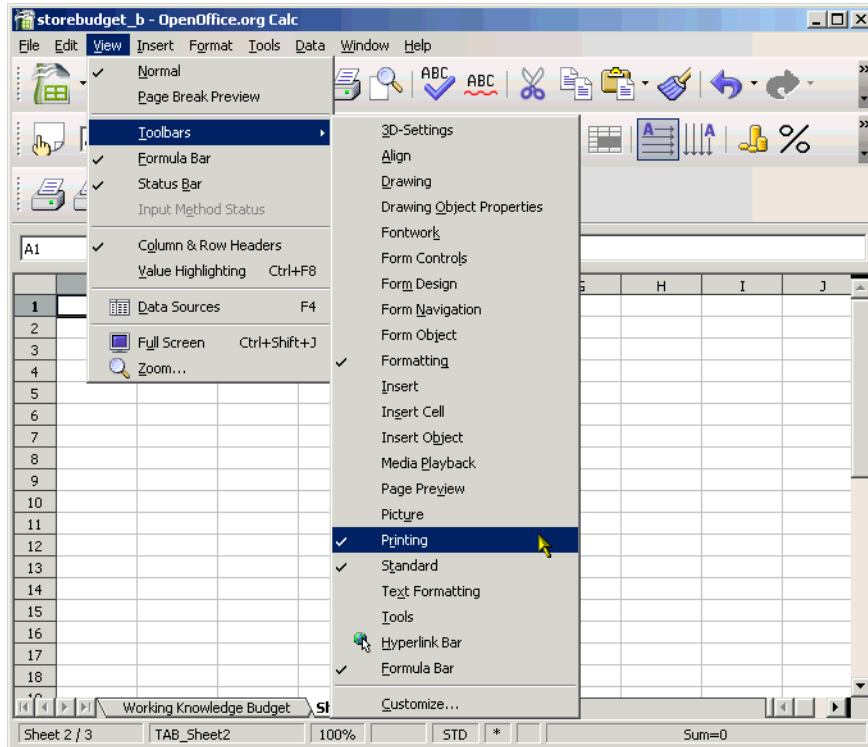 storebudget_b - OpenOffice.org Calc
File Edit View Insert Format Tools Data Window Help
Normal
Page Break Preview
Toolbars
Formula Bar
Status Bar
Input Method Status
Column & Row Headers
Value Highlighting Ctrl+F8
Data Sources F4
Full Screen Ctrl+Shift+J
Zoom...
3D-Settings
Align
Drawing
Drawing Object Properties
Fontwork
Form Controls
Form Design
Form Navigation
Form Object
Formatting
Insert
Insert Cell
Insert Object
Media Playback
Page Preview
Picture
Printing
Standard
Text Formatting
Tools
Hyperlink Bar
Formula Bar
Customize...
ABC ABC
A A %
A1
H I J
1
2
3
4
5
6
7
8
9
10
11
12
13
14
15
16
17
18
Working Knowledge Budget Sh
Sheet 2 / 3 TAB_Sheet2 100% STD * Sum=0